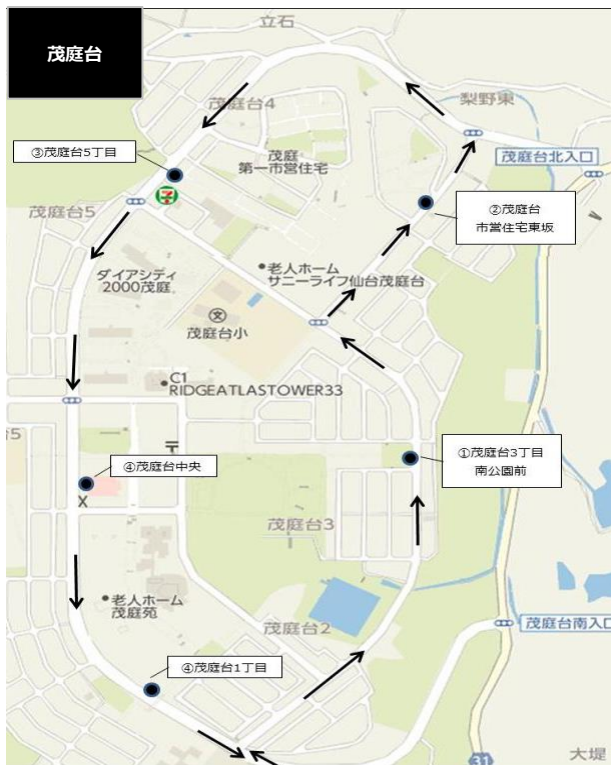 茂庭台
立石
梨野東
茂庭台4
③茂庭台5丁目
茂庭
第一市営住宅
茂庭台北入口
7
②茂庭台
市営住宅東坂
茂庭台5
老人ホーム
サニーライフ仙台茂庭台
ダイアシティ
2000茂庭
文
茂庭台小
C1
RIDGEATLASTOWER33
〒
①茂庭台3丁目
南公園前
④茂庭台中央
X
茂庭台3
老人ホーム
茂庭苑
茂庭台南入口
茂庭台2
④茂庭台1丁目
31
大堤